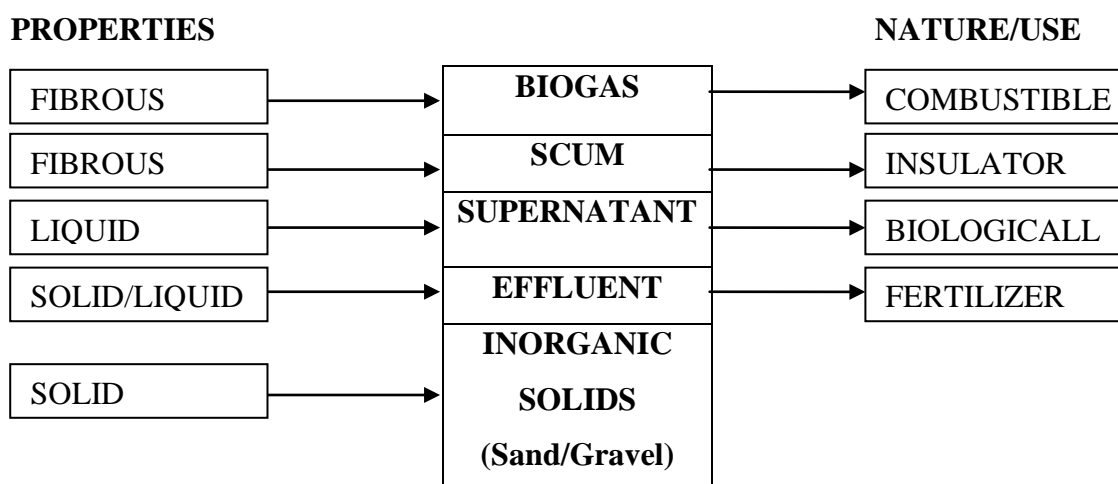 PROPERTIES
NATURE/USE
FIBROUS
BIOGAS
COMBUSTIBLE
FIBROUS
SCUM
INSULATOR
LIQUID
SUPERNATANT
BIOLOGICALL
SOLID/LIQUID
EFFLUENT
FERTILIZER
SOLID
INORGANIC
SOLIDS
(Sand/Gravel)